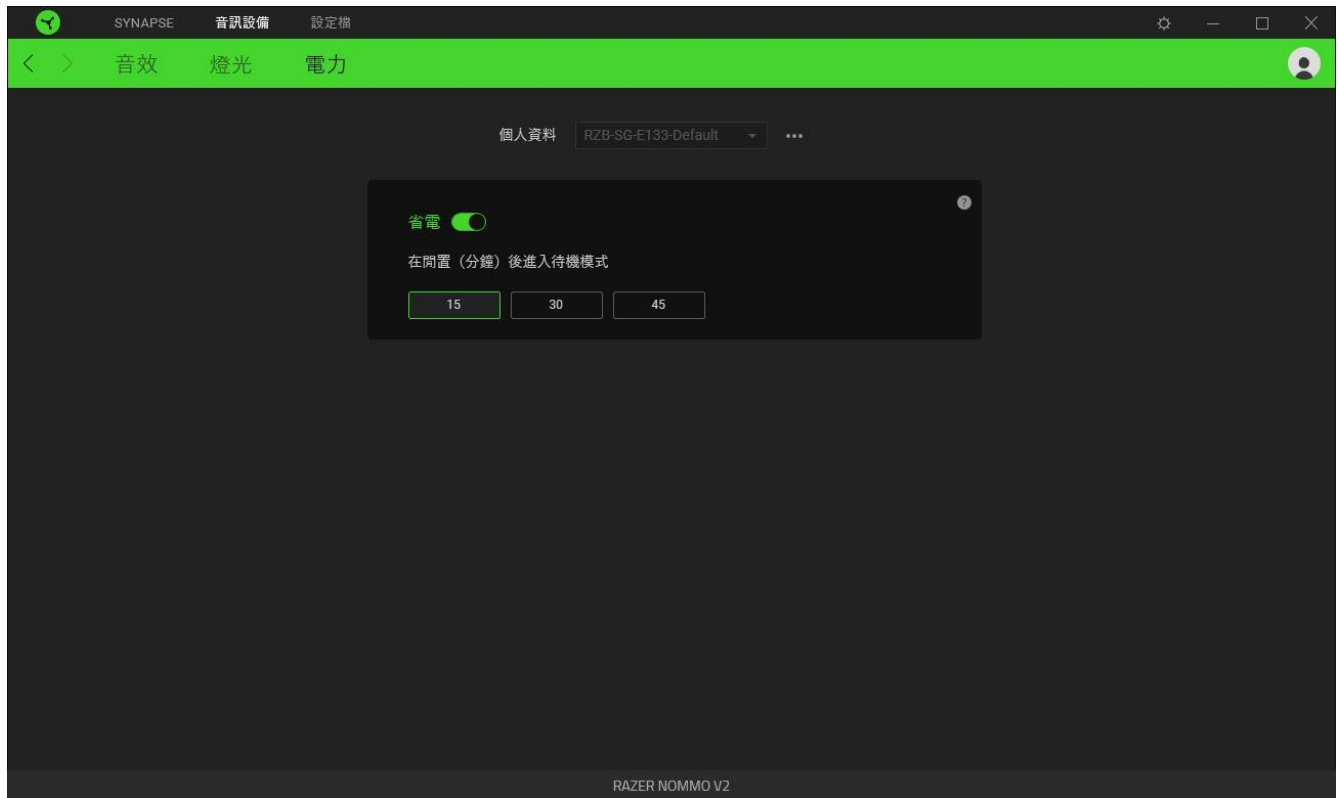 SYNAPSE 音訊設備 設定檔
音效 燈光 電力
個人資料 RZB-SG-E133-Default
省電
在閒置（分鐘）後進入待機模式
15 30 45
RAZER NOMMO V2